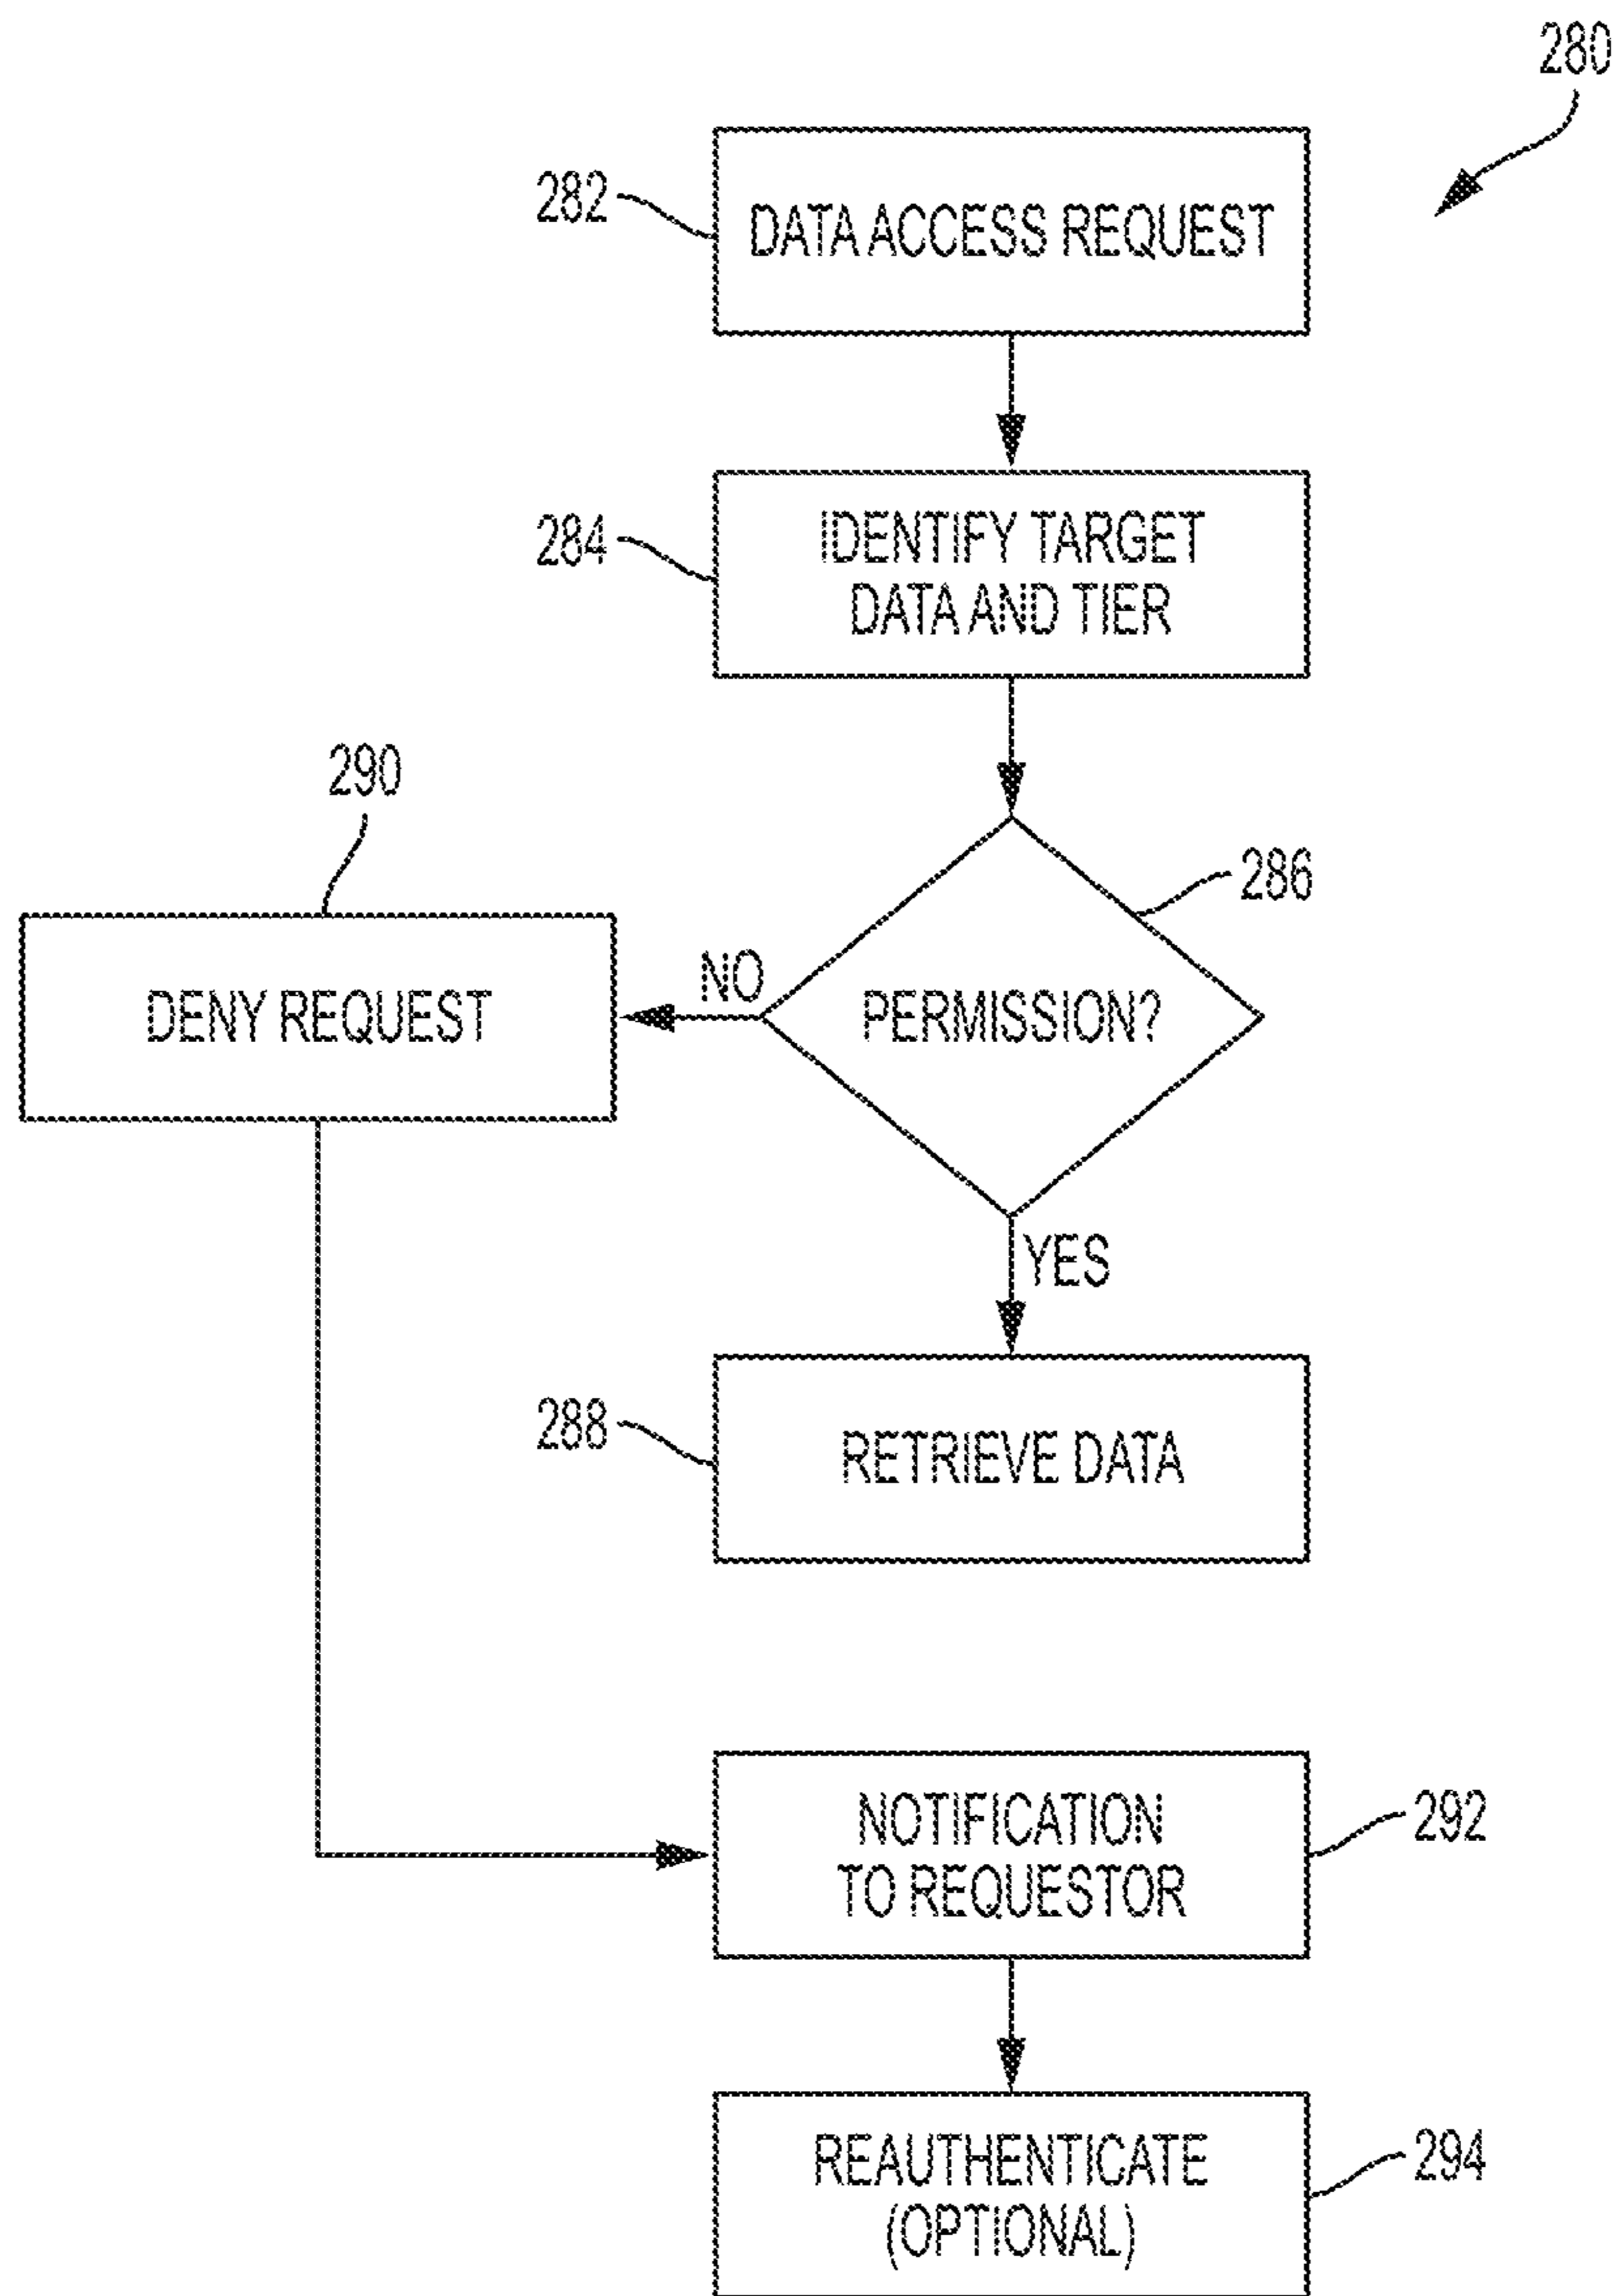 280
282
DATA ACCESS REQUEST
284
IDENTIFY TARGET
DATA AND TIER
290
286
DENY REQUEST
NO
PERMISSION?
YES
288
RETRIEVE DATA
NOTIFICATION
TO REQUESTOR
292
REAUTHENTICATE
(OPTIONAL)
294